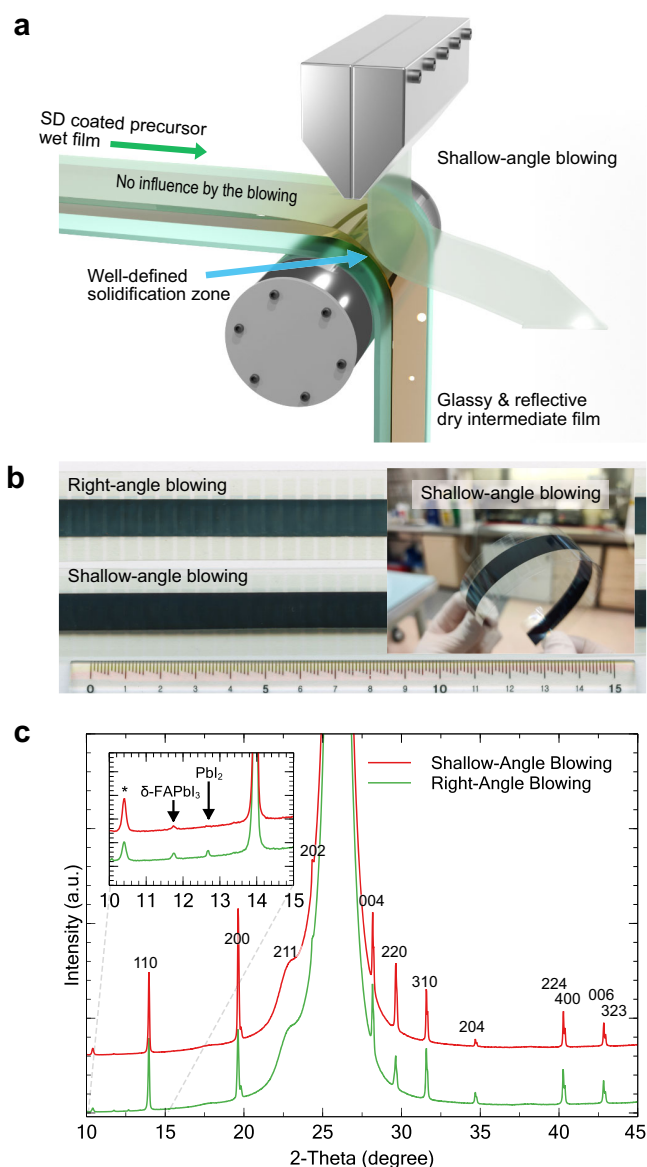 a
SD coated precursor
wet film
No influence by the blowing
Shallow-angle blowing
Well-defined
solidification zone
Glassy & reflective
dry intermediate film
b
Right-angle blowing
Shallow-angle blowing
Shallow-angle blowing
0 1 2 3 4 5 6 7 8 9 10 11 12 13 14 15
c
Shallow-Angle Blowing
Right-Angle Blowing
PbI₂
δ-FAPbI₃
*
10 11 12 13 14 15
110
200
211
202
004
220
310
204
224
400
006
323
Intensity (a.u.)
10 15 20 25 30 35 40 45
2-Theta (degree)